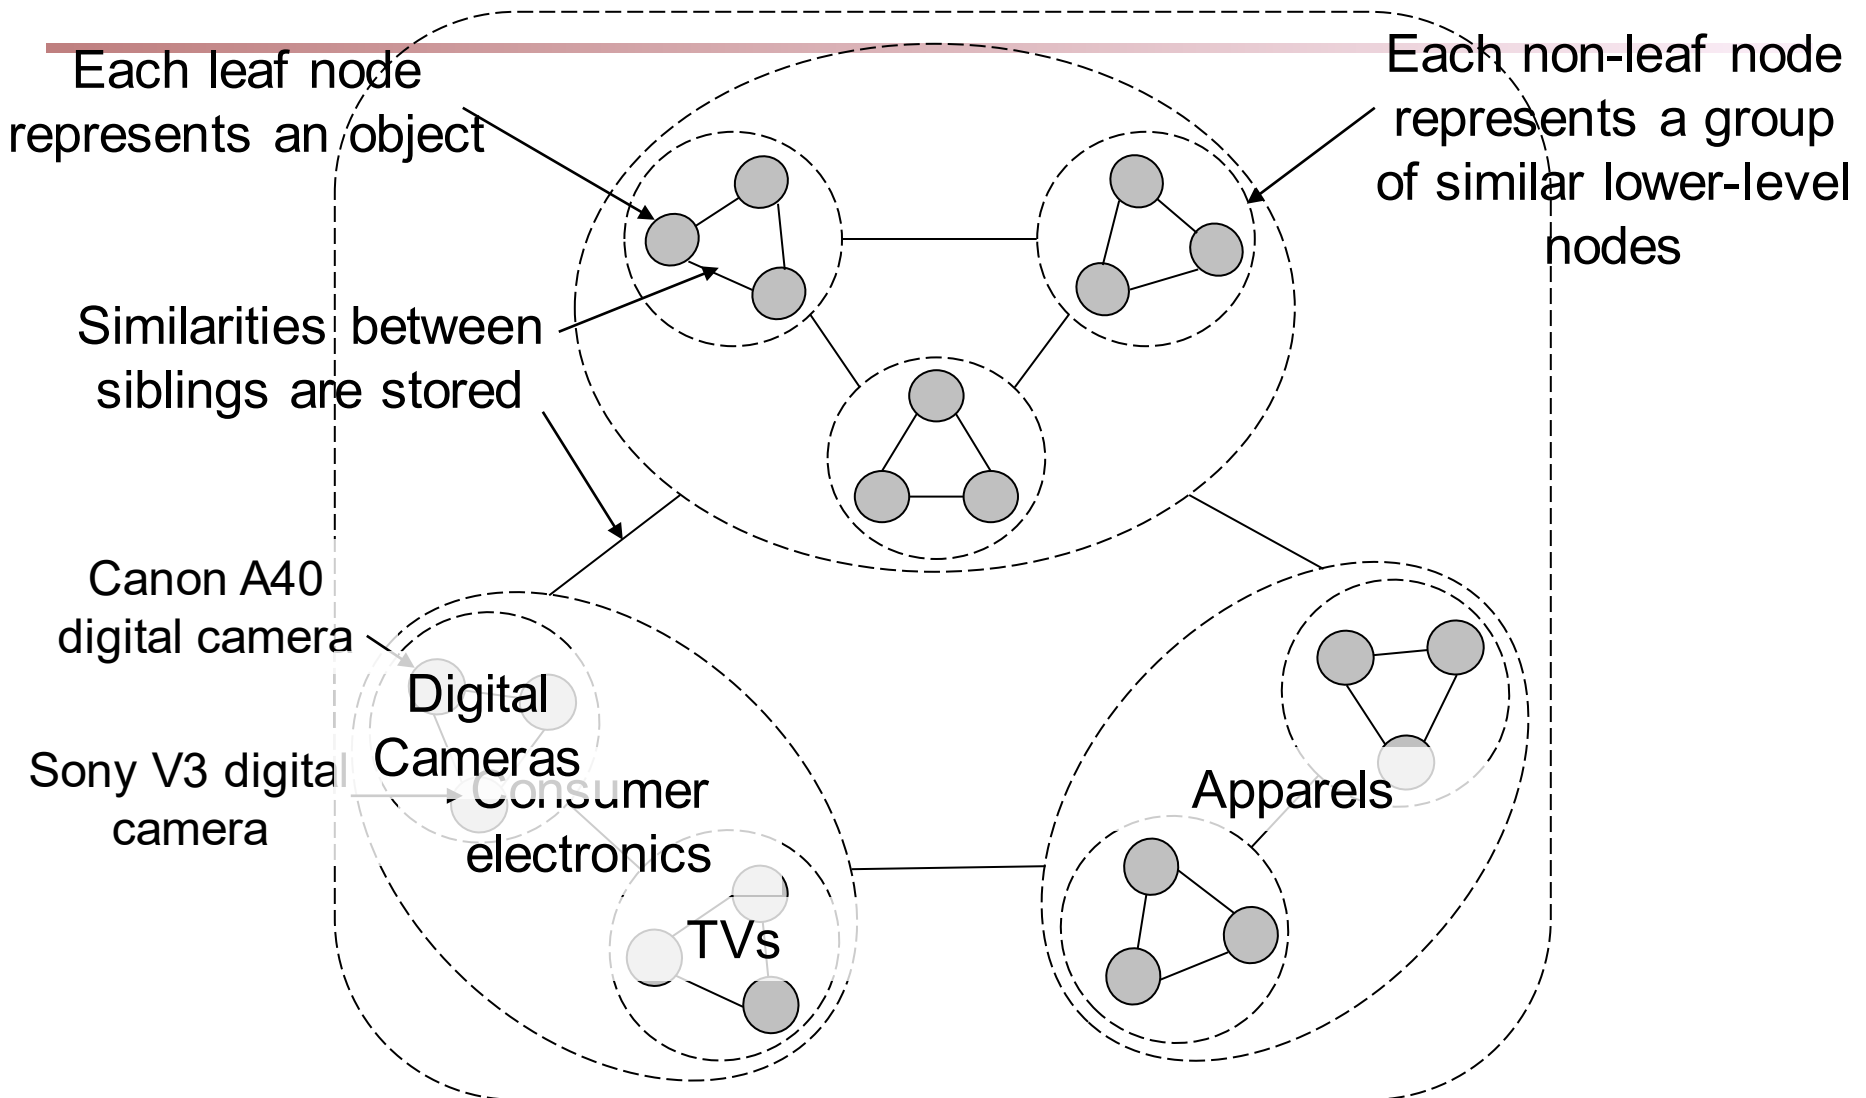 Each leaf node
represents an object
Each non-leaf node
represents a group
of similar lower-level
nodes
Similarities between
siblings are stored
Canon A40
digital camera
Digital
Cameras
Sony V3 digital
camera
Consumer
electronics
Apparels
TVs